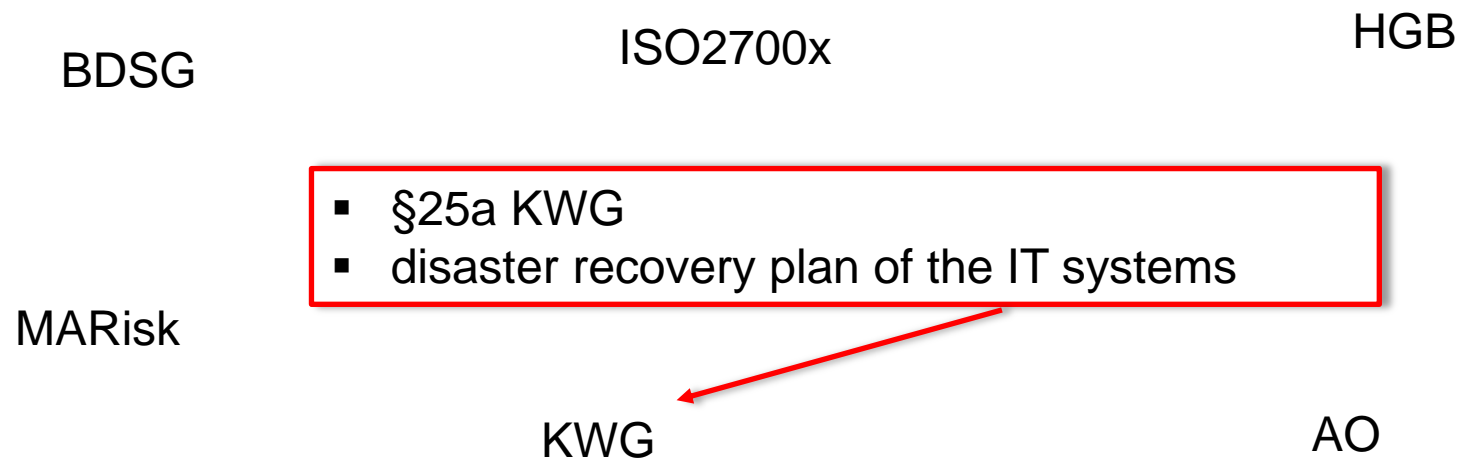 BDSG
ISO2700x
HGB
▪ §25a KWG
▪ disaster recovery plan of the IT systems
MARisk
KWG
AO